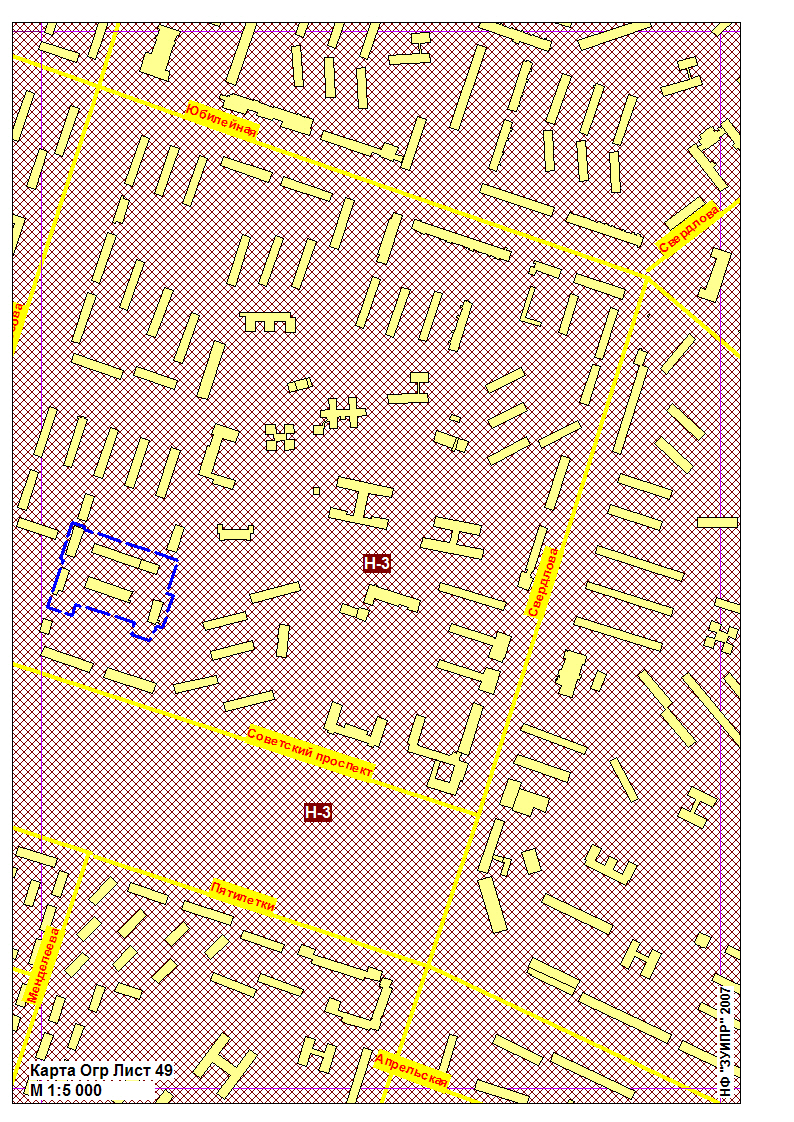 Юбилейная
Свердлова
ова
Н-3
Свердлова
Советский проспект
Н-3
Пятилетки
Менделеева
Апрельская
Карта Огр Лист 49
М 1:5 000
НФ "ЗУИПР" 2007